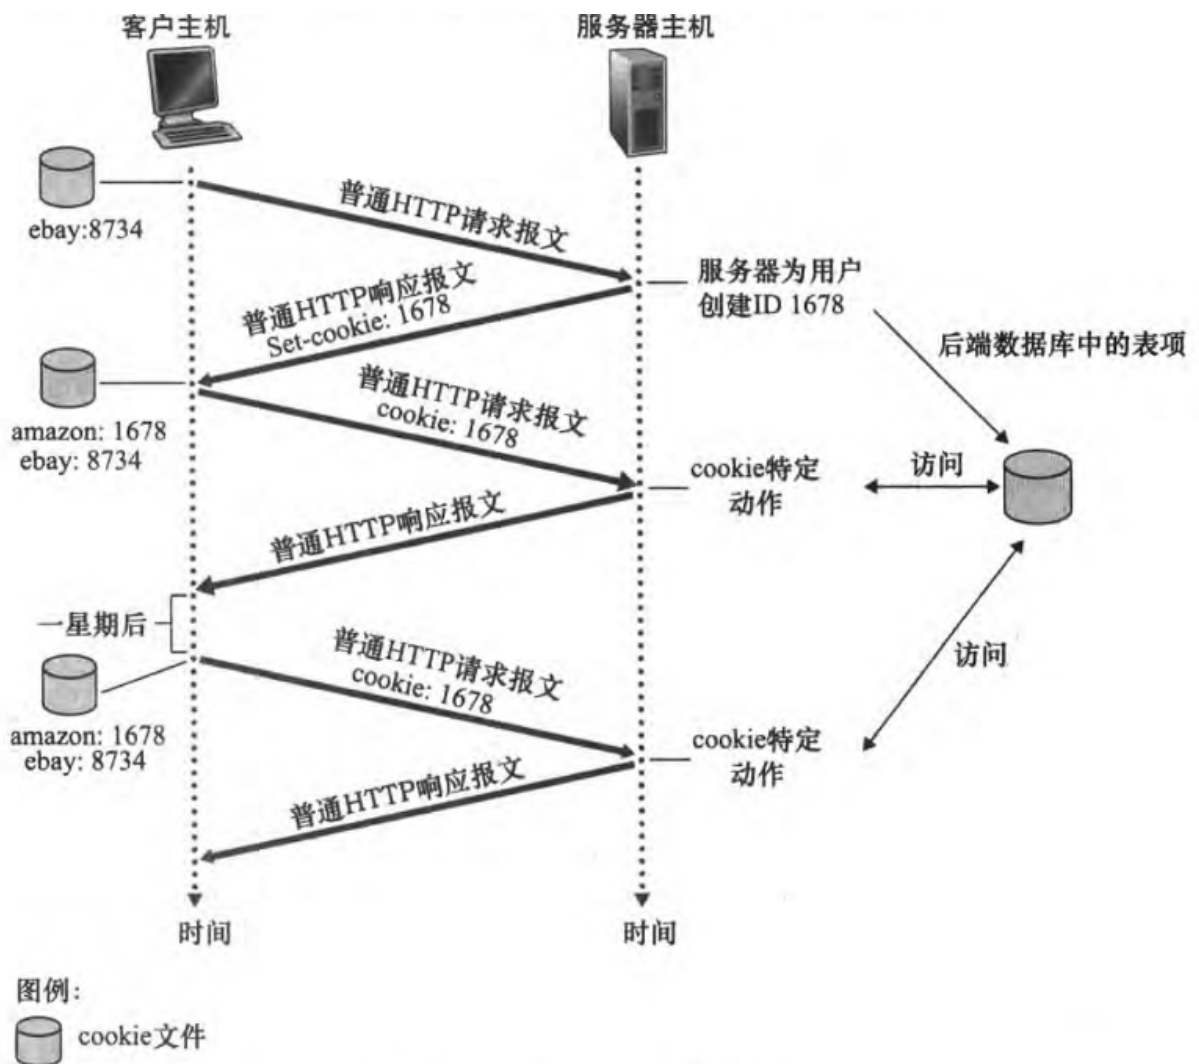 客户主机
服务器主机
ebay:8734
普通HTTP请求报文
服务器为用户
创建ID 1678
普通HTTP响应报文
Set-cookie: 1678
后端数据库中的表项
amazon: 1678
ebay: 8734
普通HTTP请求报文
cookie: 1678
cookie特定
动作
访问
普通HTTP响应报文
一星期后
普通HTTP请求报文
cookie: 1678
访问
amazon: 1678
ebay: 8734
cookie特定
动作
普通HTTP响应报文
时间
时间
图例:
cookie文件